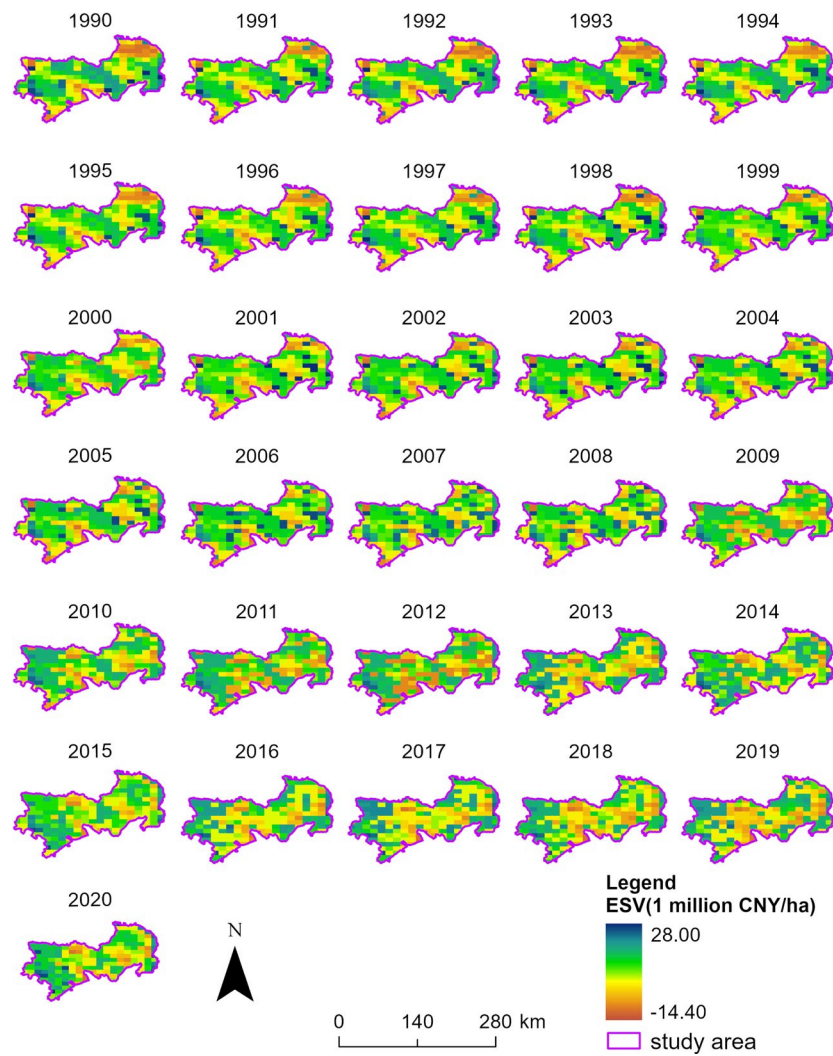 1990 1991 1992 1993 1994
1995 1996 1997 1998 1999
2000 2001 2002 2003 2004
2005 2006 2007 2008 2009
2010 2011 2012 2013 2014
2015 2016 2017 2018 2019
2020
N
0 140 280 km
Legend
ESV(1 million CNY/ha)
28.00
-14.40
study area